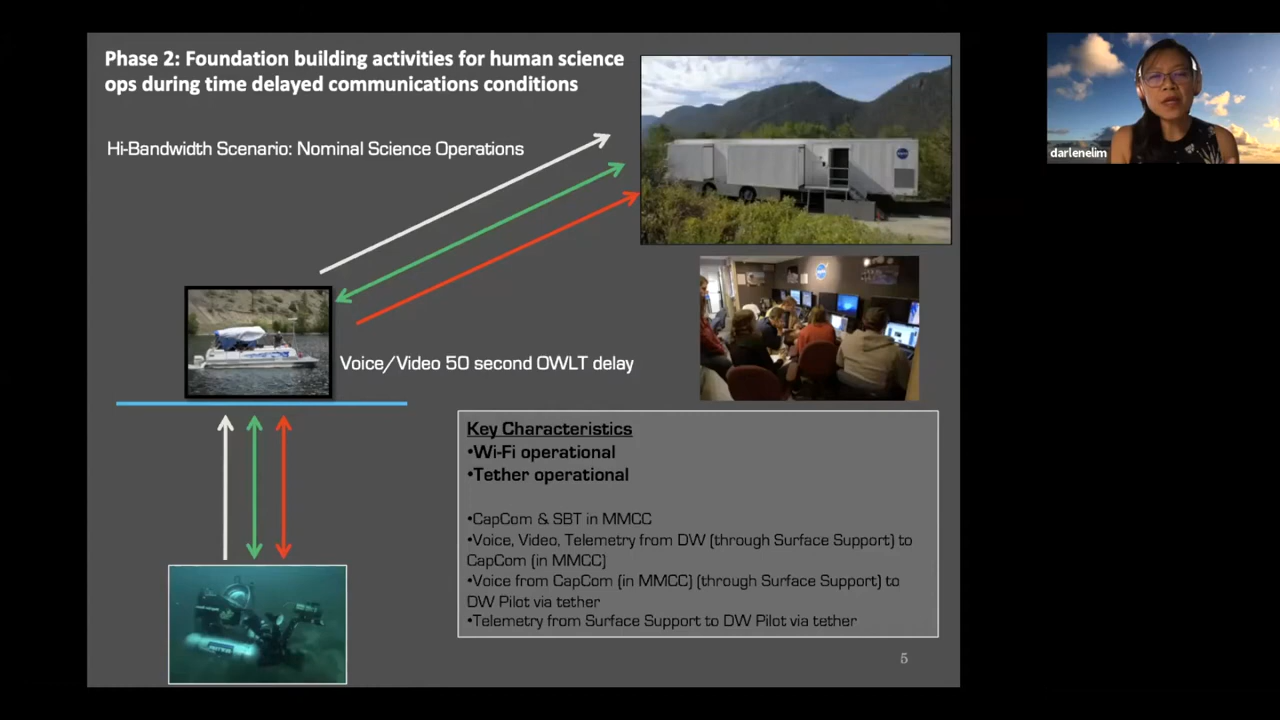 Phase 2: Foundation building activities for human science
ops during time delayed communications conditions
Hi-Bandwidth Scenario: Nominal Science Operations
darlenelim
Voice/Video 50 second OWLT delay
Key Characteristics
•Wi-Fi operational
•Tether operational
•CapCom & SBT in MMCC
•Voice, Video, Telemetry from DW (through Surface Support) to
CapCom (in MMCC)
•Voice from CapCom (in MMCC) (through Surface Support) to
DW Pilot via tether
•Telemetry from Surface Support to DW Pilot via tether
5